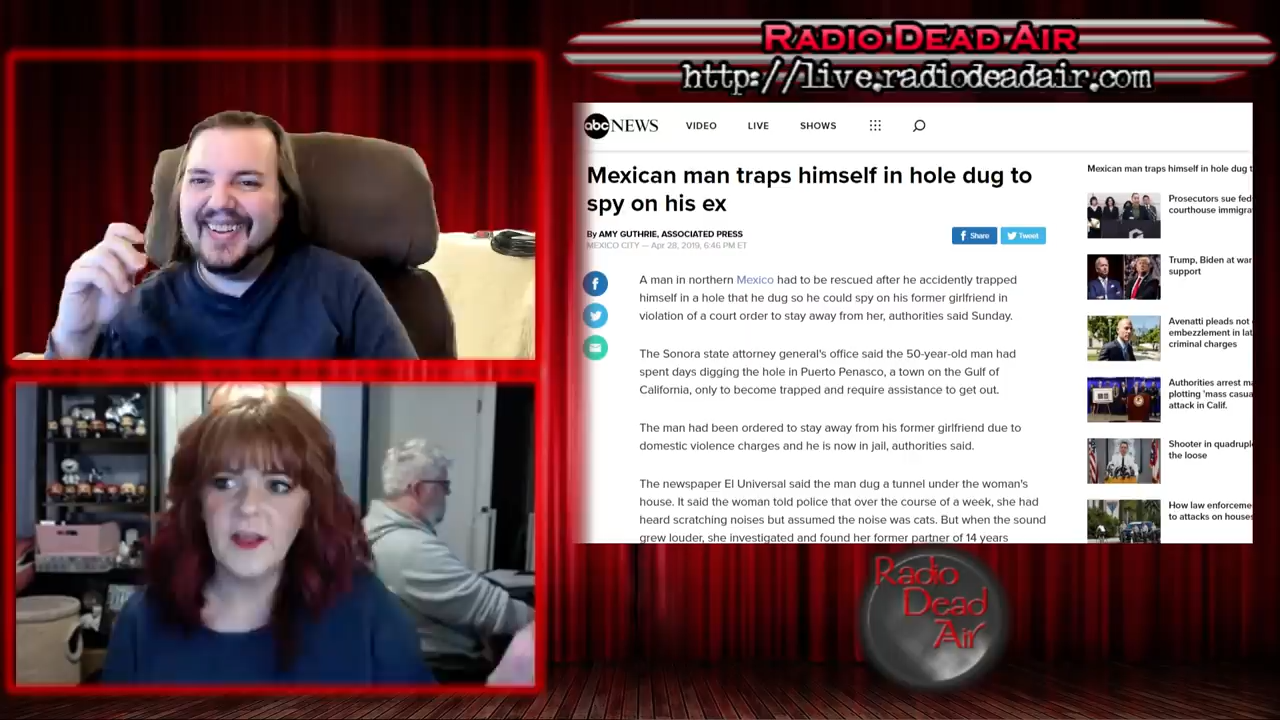 Radio Dead Air
http://live.radiodeadair.com
abc NEWS VIDEO LIVE SHOWS
Mexican man traps himself in hole dug to
spy on his ex
By AMY GUTHRIE, ASSOCIATED PRESS
MEXICO CITY — Apr 28, 2019, 6:46 PM ET
Share Tweet
A man in northern Mexico had to be rescued after he accidently trapped
himself in a hole that he dug so he could spy on his former girlfriend in
violation of a court order to stay away from her, authorities said Sunday.
The Sonora state attorney general's office said the 50-year-old man had
spent days digging the hole in Puerto Penasco, a town on the Gulf of
California, only to become trapped and require assistance to get out.
The man had been ordered to stay away from his former girlfriend due to
domestic violence charges and he is now in jail, authorities said.
The newspaper El Universal said the man dug a tunnel under the woman's
house. It said the woman told police that over the course of a week, she had
heard scratching noises but assumed the noise was cats. But when the sound
grew louder, she investigated and found her former partner of 14 years
Mexican man traps himself in hole dug t
Prosecutors sue fed
courthouse immigra
Trump, Biden at war
support
Avenatti pleads not
embezzlement in lat
criminal charges
Authorities arrest ma
plotting 'mass casua
attack in Calif.
Shooter in quadrupl
the loose
How law enforceme
to attacks on houses
Radio
Dead
Air